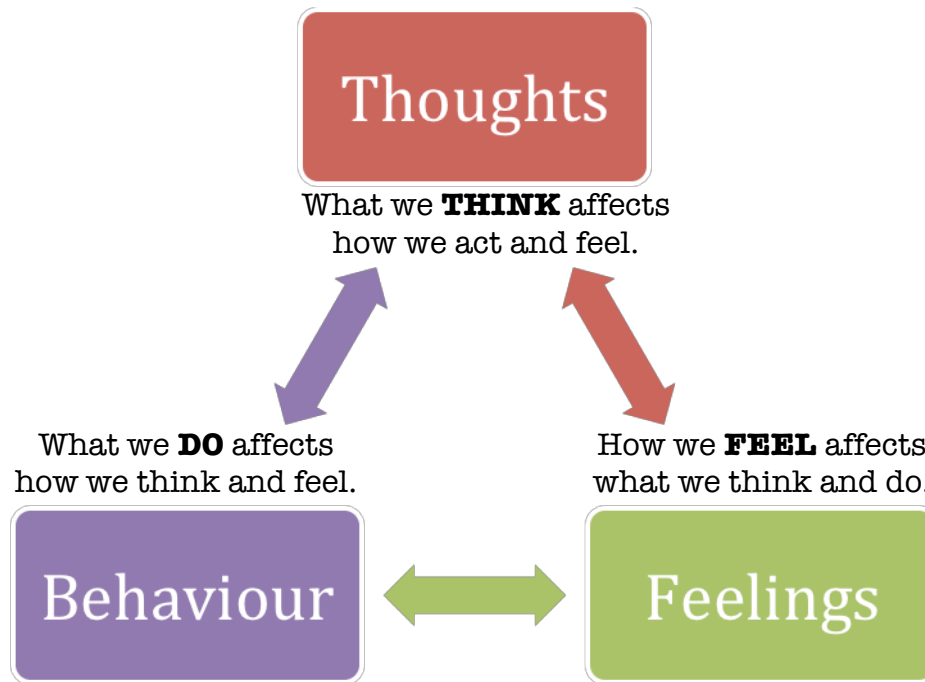 Thoughts
What we THINK affects
how we act and feel.
What we DO affects
how we think and feel.
How we FEEL affects
what we think and do.
Behaviour
Feelings